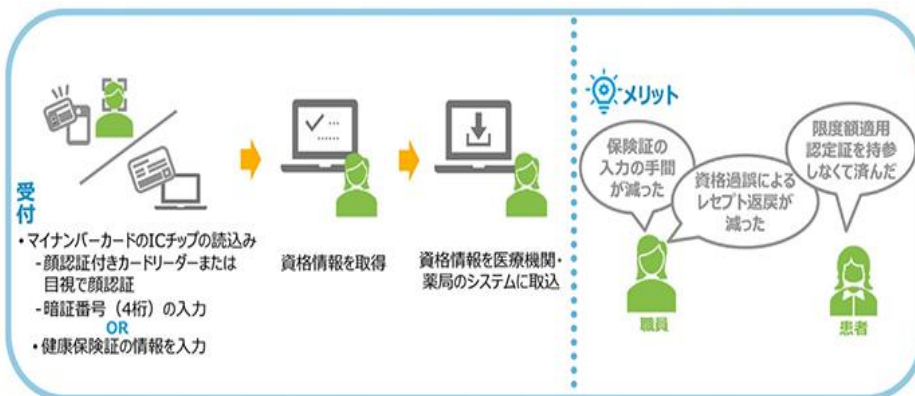 受付
・マイナンバーカードのICチップの読込み
-顔認証付きカードリーダーまたは
目視で顔認証
-暗証番号（4桁）の入力
OR
・健康保険証の情報を入力
資格情報を取得
資格情報を医療機関・
薬局のシステムに取込
メリット
保険証の
入力の手間
が減った
資格過誤による
レセプト返戻が
減った
限度額適用
認定証を持参
しなくて済んだ
職員
患者